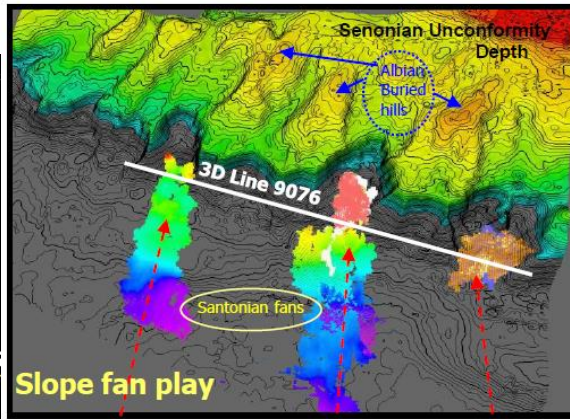 Senonian Unconformity
Depth
Albian
Buried
hills
3D Line 9076
Santonian fans
Slope fan play